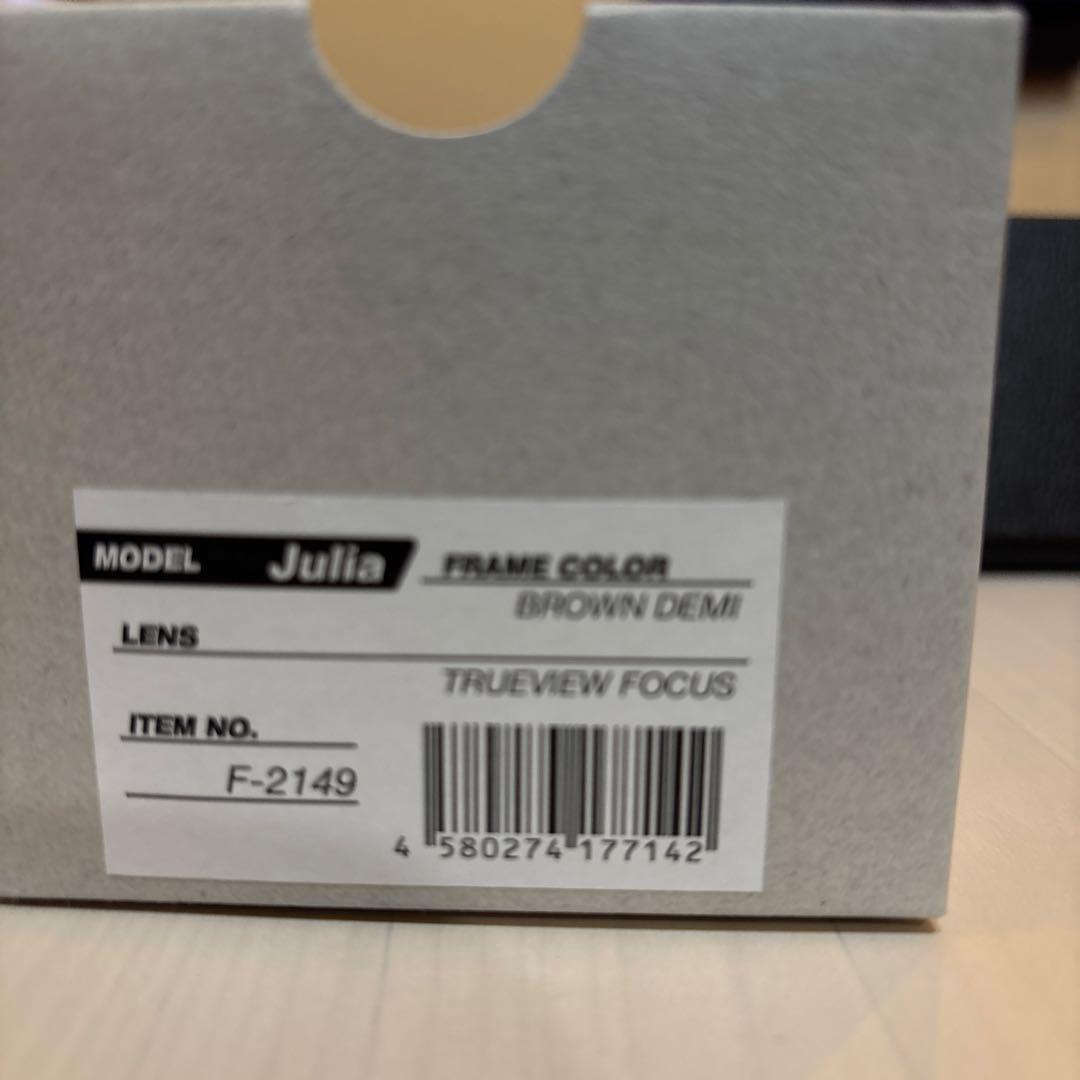 MODEL Julia
FRAME COLOR
BROWN DEMI
LENS
TRUEVIEW FOCUS
ITEM NO.
F-2149
4 580274 177142